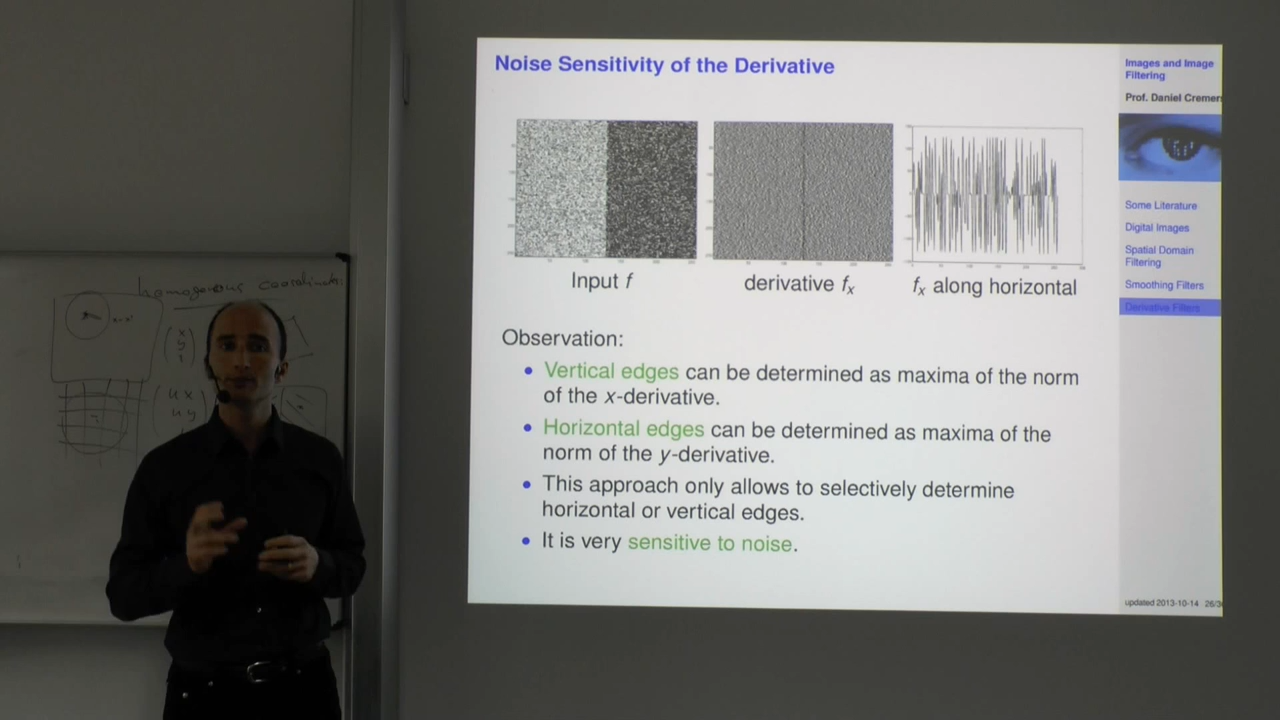 homogenous coordinates
x
y
1
u x
u y
Noise Sensitivity of the Derivative
Input f
derivative fx
fx along horizontal
Observation:
• Vertical edges can be determined as maxima of the norm
of the x-derivative.
• Horizontal edges can be determined as maxima of the
norm of the y-derivative.
• This approach only allows to selectively determine
horizontal or vertical edges.
• It is very sensitive to noise.
Images and Image
Filtering
Prof. Daniel Cremers
Some Literature
Digital Images
Spatial Domain
Filtering
Smoothing Filters
Derivative Filters
updated 2013-10-14 26/3